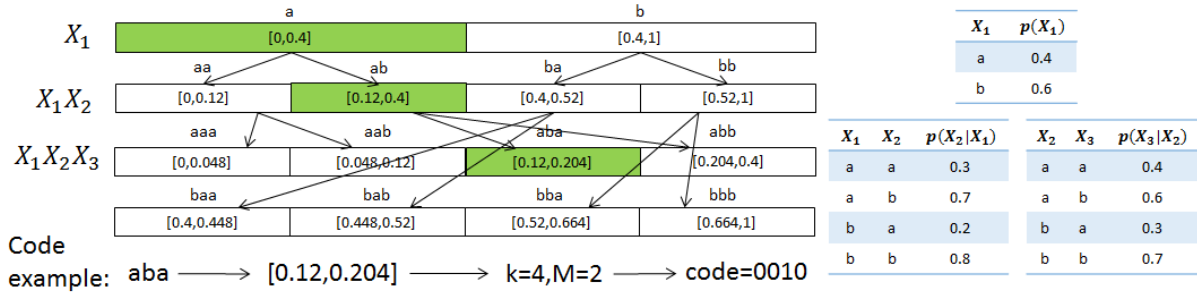 a b
X₁ [0,0.4] [0.4,1]
aa ab ba bb
X₁X₂ [0,0.12] [0.12,0.4] [0.4,0.52] [0.52,1]
aaa aab aba abb
X₁X₂X₃ [0,0.048] [0.048,0.12] [0.12,0.204] [0.204,0.4]
baa bab bba bbb
[0.4,0.448] [0.448,0.52] [0.52,0.664] [0.664,1]
Code
example: aba [0.12,0.204] k=4,M=2 code=0010
X₁ p(X₁)
a 0.4
b 0.6
X₁ X₂ p(X₂|X₁)
a a 0.3
a b 0.7
b a 0.2
b b 0.8
X₂ X₃ p(X₃|X₂)
a a 0.4
a b 0.6
b a 0.3
b b 0.7